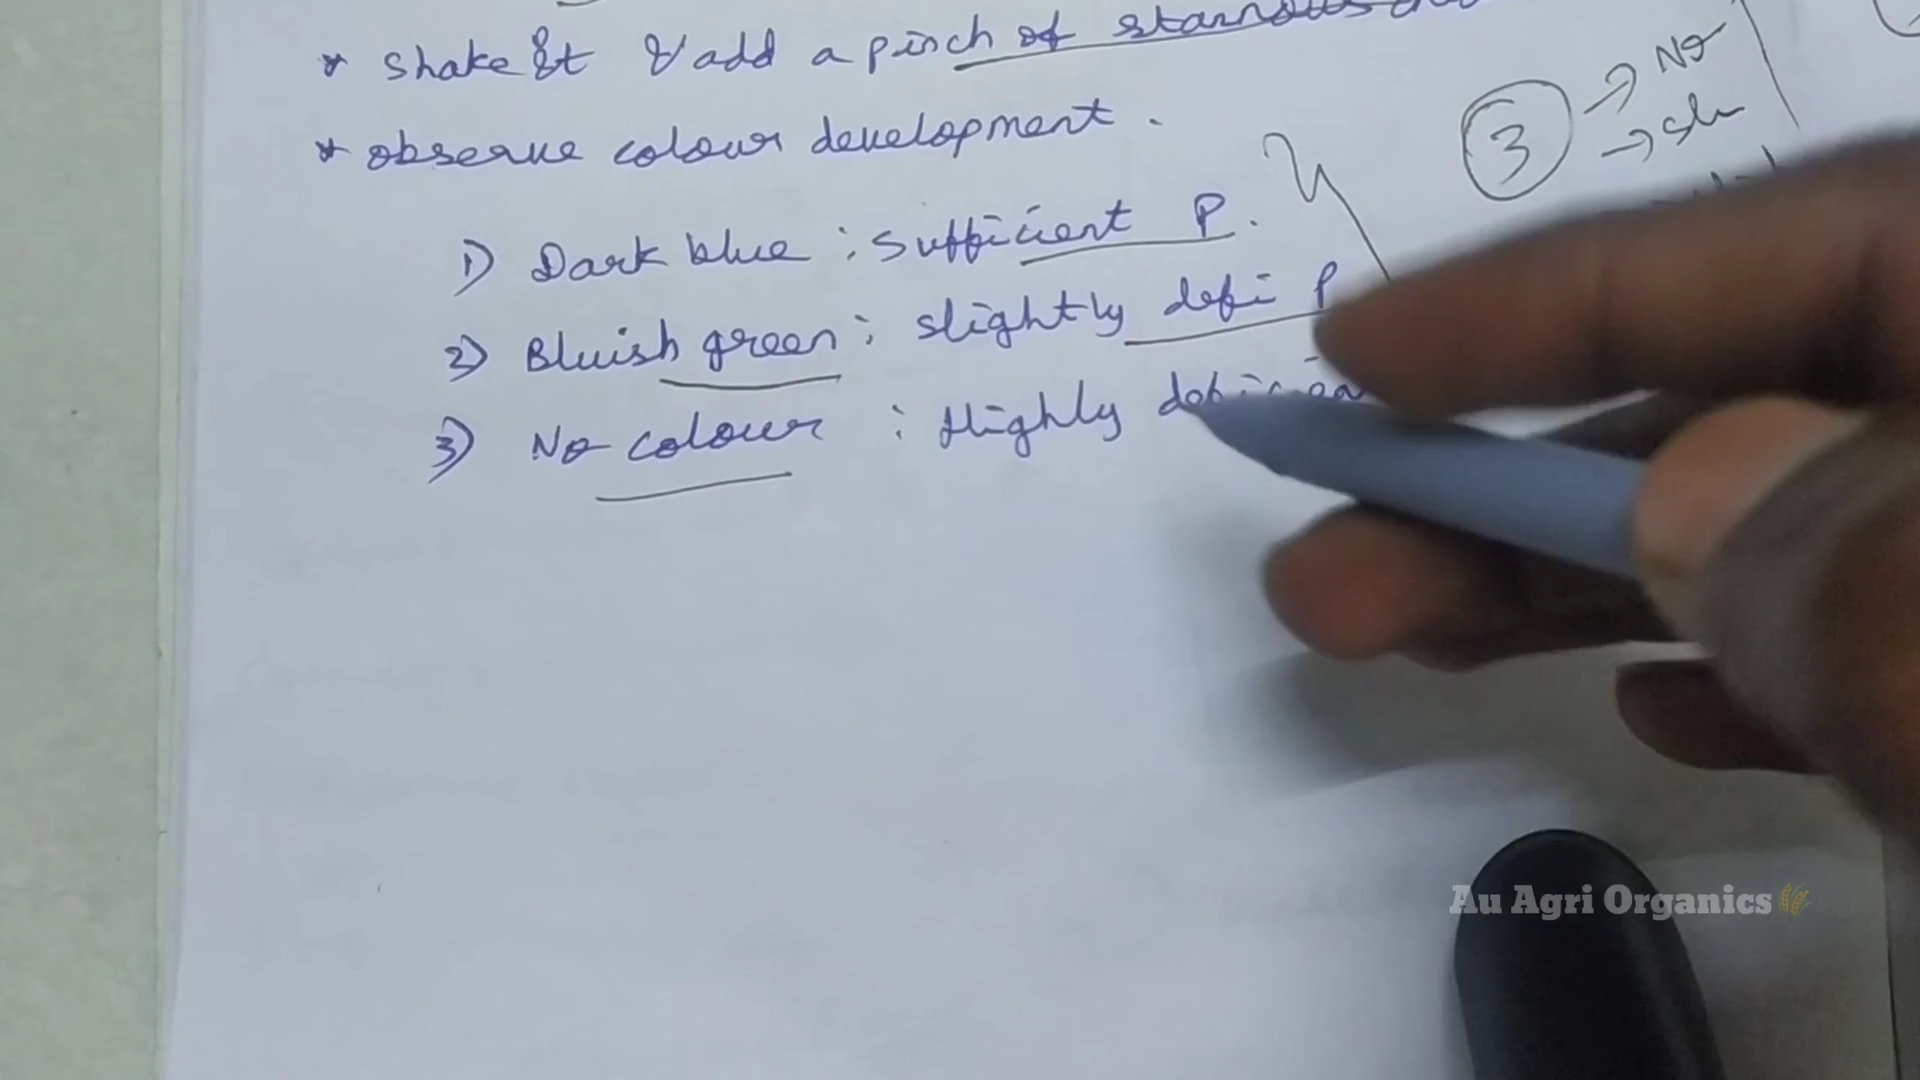 * Shake it & add a pinch of stannous
* observe colour development.
1) Dark blue : sufficient P.
2) Bluish green : slightly defi P
3) No colour : Highly
3 → No
→
Au Agri Organics